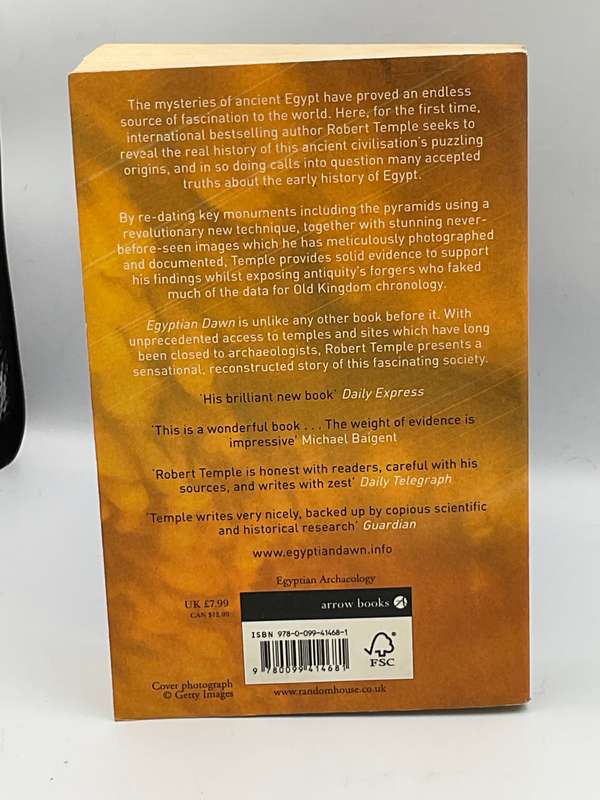 The mysteries of ancient Egypt have proved an endless
source of fascination to the world. Here, for the first time,
international bestselling author Robert Temple seeks to
reveal the real history of this ancient civilisation's puzzling
origins, and in so doing calls into question many accepted
truths about the early history of Egypt.
By re-dating key monuments including the pyramids using a
revolutionary new technique, together with stunning never-
before-seen images which he has meticulously photographed
and documented, Temple provides solid evidence to support
his findings whilst exposing antiquity's forgers who faked
much of the data for Old Kingdom chronology.
Egyptian Dawn is unlike any other book before it. With
unprecedented access to temples and sites which have long
been closed to archaeologists, Robert Temple presents a
sensational, reconstructed story of this fascinating society.
'His brilliant new book' Daily Express
'This is a wonderful book . . . The weight of evidence is
impressive' Michael Baigent
'Robert Temple is honest with readers, careful with his
sources, and writes with zest' Daily Telegraph
'Temple writes very nicely, backed up by copious scientific
and historical research' Guardian
www.egyptiandawn.info
Egyptian Archaeology
UK £7.99
CAN $12.99
arrow books
ISBN 978-0-099-41468-1
9 780099 414681
FSC
Cover photograph
© Getty Images
www.randomhouse.co.uk